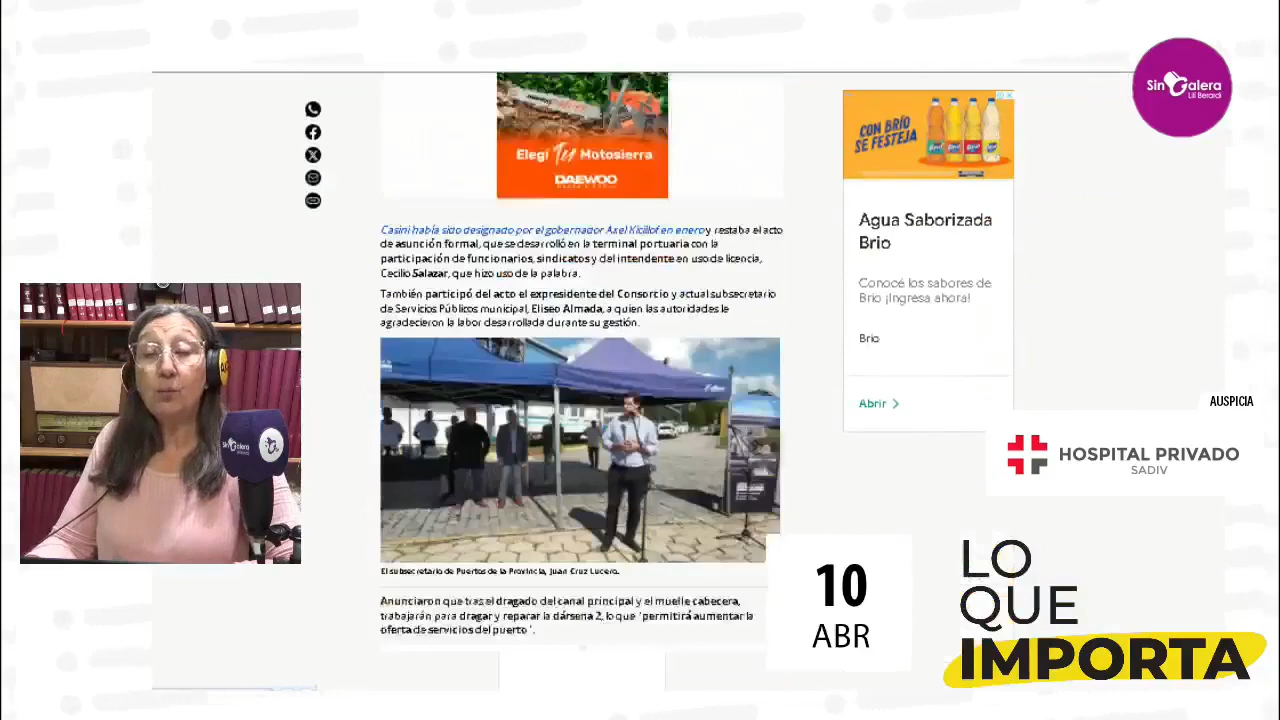 Sin Galera
Lili Berardi
Elegí Tu Motosierra
DAEWOO
CON BRÍO
SE FESTEJA
Agua Saborizada
Brio
Conocé los sabores de
Brio ¡Ingresa ahora!
Brio
Abrir
Casini había sido designado por el gobernador Axel Kicillof en enero y restaba el acto
de asunción formal, que se desarrolló en la terminal portuaria con la
participación de funcionarios, sindicatos y del intendente en uso de licencia,
Cecilio Salazar, que hizo uso de la palabra.
También participó del acto el expresidente del Consorcio y actual subsecretario
de Servicios Públicos municipal, Eliseo Almada, a quien las autoridades le
agradecieron la labor desarrollada durante su gestión.
El subsecretario de Puertos de la Provincia, Juan Cruz Lucero.
Anunciaron que tras el dragado del canal principal y el muelle cabecera,
trabajarán para dragar y reparar la dársena 2, lo que "permitirá aumentar la
oferta de servicios del puerto".
AUSPICIA
HOSPITAL PRIVADO
SADIV
10
ABR
LO
QUE
IMPORTA